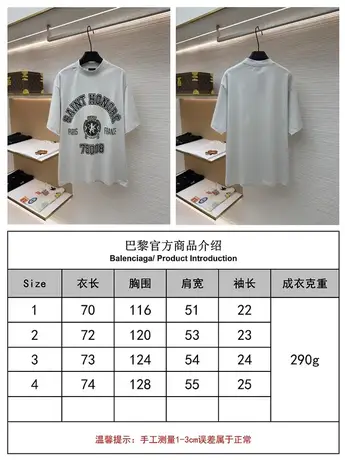 SAINT HONORE
PARIS FRANCE
75008
巴黎官方商品介绍
Balenciaga/ Product Introduction
Size 衣长 胸围 肩宽 袖长 成衣克重
1 70 116 51 22
2 72 120 53 23
3 73 124 54 24
4 74 128 55 25
290g
温馨提示：手工测量1-3cm误差属于正常